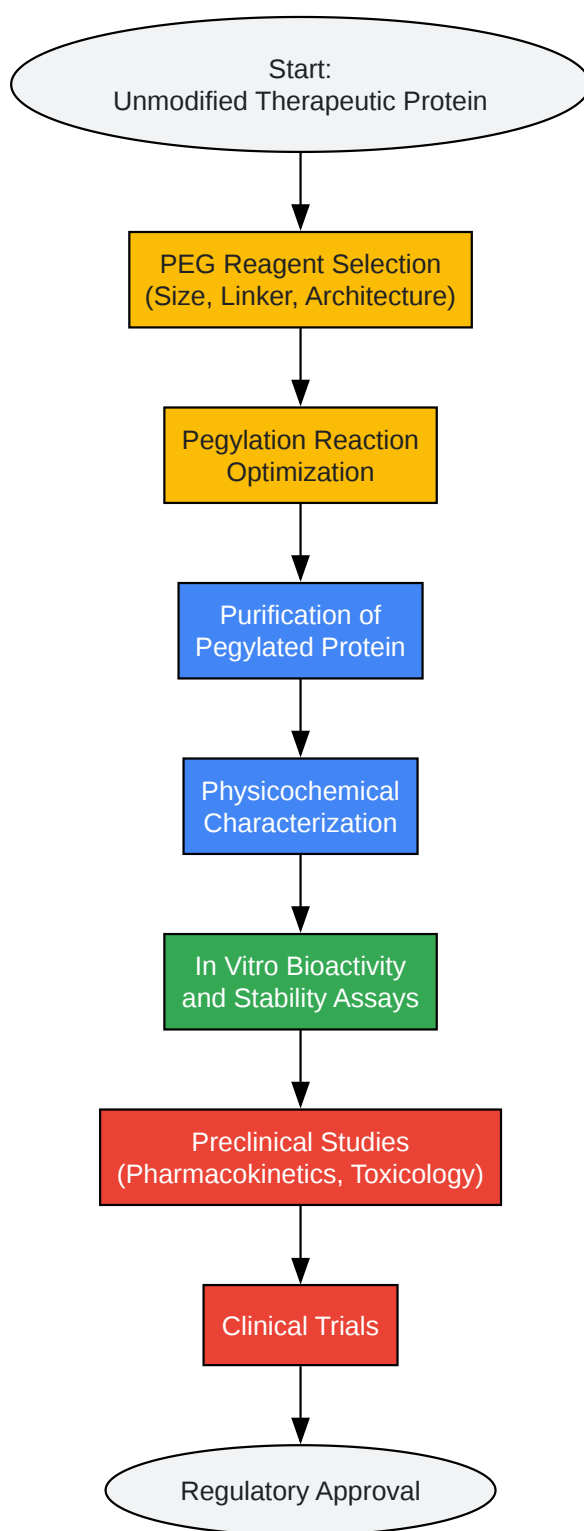 Start:
Unmodified Therapeutic Protein
PEG Reagent Selection
(Size, Linker, Architecture)
Pegylation Reaction
Optimization
Purification of
Pegylated Protein
Physicochemical
Characterization
In Vitro Bioactivity
and Stability Assays
Preclinical Studies
(Pharmacokinetics, Toxicology)
Clinical Trials
Regulatory Approval